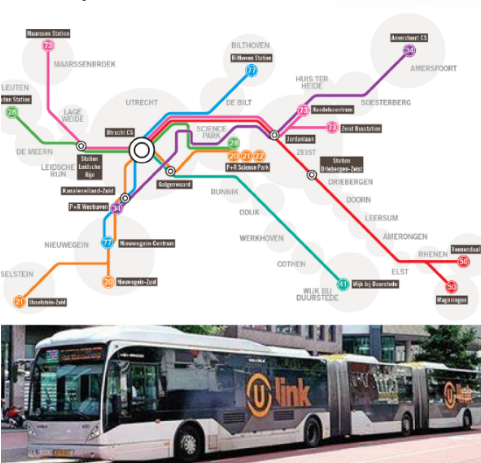 Maarssen Station
73
MAARSSENBROEK
BILTHOVEN
Bilthoven Station
77
Amersfoort CS
34
AMERSFOORT
LEUTEN
28
LAGE
WEIDE
UTRECHT
DE BILT
HUIS TER
HEIDE
SOESTERBERG
73
Utrecht CS
SCIENCE
PARK
28
20 21 22
P+R Science Park
Jordanlaan
73
Zeist Busstation
ZEIST
DE MEERN
Station
Leidsche
Rijn
LEIDSCHE
RIJN
Galgenwaard
Station
Driebergen-Zeist
DRIEBERGEN
Kanaleneiland-Zuid
P+R Westraven
34
BUNNIK
DOORN
ODIJK
LEERSUM
NIEUWEGEIN
77
Nieuwegein-Centrum
WERKHOVEN
AMERONGEN
RHENEN
Veenendaal
50
SELSTEIN
COTHEN
ELST
20
Nieuwegein-Zuid
41
Wijk bij Duurstede
50
Wageningen
21
IJsselstein-Zuid
WIJK BIJ
DUURSTEDE
U link
link